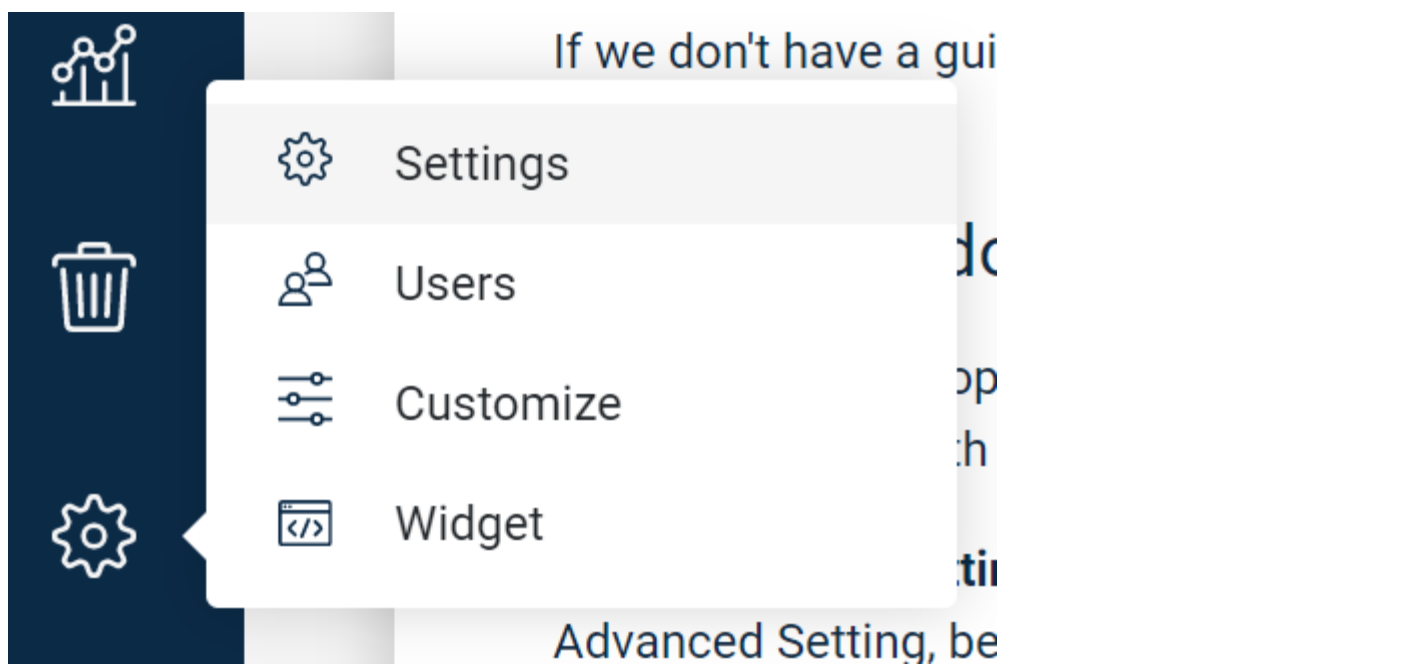 If we don't have a gui
Settings
Users
Customize
Widget
Advanced Setting, be